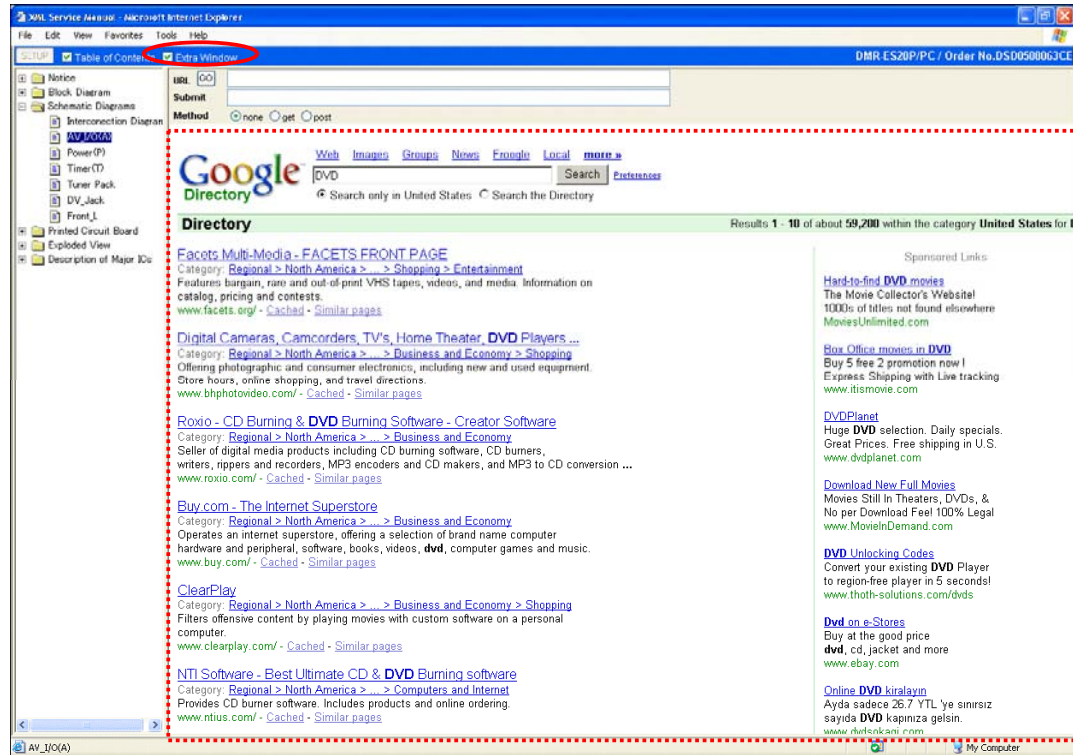 XML Service Manual - Microsoft Internet Explorer
File Edit View Favorites Tools Help
SETUP Table of Contents Extra Window DMR-ES20P/PC / Order No.DSD0500063CE
Notice
Block Diagram
Schematic Diagrams
Interconection Diagran
AV_I/O(A)
Power(P)
Timer(T)
Tuner Pack
DV_Jack
Front_L
Printed Circuit Board
Exploded View
Description of Major ICs
URL GO
Submit
Method none get post
Google
Directory
Web Images Groups News Froogle Local more »
DVD Search Preferences
Search only in United States Search the Directory
Directory Results 1 - 10 of about 59,200 within the category United States for
Facets Multi-Media - FACETS FRONT PAGE
Category: Regional > North America > ... > Shopping > Entertainment
Features bargain, rare and out-of-print VHS tapes, videos, and media. Information on
catalog, pricing and contests.
www.facets.org/ - Cached - Similar pages
Digital Cameras, Camcorders, TV's, Home Theater, DVD Players ...
Category: Regional > North America > ... > Business and Economy > Shopping
Offering photographic and consumer electronics, including new and used equipment.
Store hours, online shopping, and travel directions.
www.bhphotovideo.com/ - Cached - Similar pages
Roxio - CD Burning & DVD Burning Software - Creator Software
Category: Regional > North America > ... > Business and Economy
Seller of digital media products including CD burning software, CD burners,
writers, rippers and recorders, MP3 encoders and CD makers, and MP3 to CD conversion ...
www.roxio.com/ - Cached - Similar pages
Buy.com - The Internet Superstore
Category: Regional > North America > ... > Business and Economy
Operates an internet superstore, offering a selection of brand name computer
hardware and peripheral, software, books, videos, dvd, computer games and music.
www.buy.com/ - Cached - Similar pages
ClearPlay
Category: Regional > North America > ... > Business and Economy > Shopping
Filters offensive content by playing movies with custom software on a personal
computer.
www.clearplay.com/ - Cached - Similar pages
NTI Software - Best Ultimate CD & DVD Burning software
Category: Regional > North America > ... > Computers and Internet
Provides CD burner software. Includes products and online ordering.
www.ntius.com/ - Cached - Similar pages
Sponsored Links
Hard-to-find DVD movies
The Movie Collector's Website!
1000s of titles not found elsewhere
MoviesUnlimited.com
Box Office movies in DVD
Buy 5 free 2 promotion now !
Express Shipping with Live tracking
www.itismovie.com
DVDPlanet
Huge DVD selection. Daily specials.
Great Prices. Free shipping in U.S.
www.dvdplanet.com
Download New Full Movies
Movies Still In Theaters, DVDs, &
No per Download Fee! 100% Legal
www.MovieInDemand.com
DVD Unlocking Codes
Convert your existing DVD Player
to region-free player in 5 seconds!
www.thoth-solutions.com/dvds
Dvd on e-Stores
Buy at the good price
dvd, cd, jacket and more
www.ebay.com
Online DVD kiralayın
Ayda sadece 26.7 YTL 'ye sınırsız
sayıda DVD kapınıza gelsin.
www.dvdsokagi.com
AV_I/O(A) My Computer